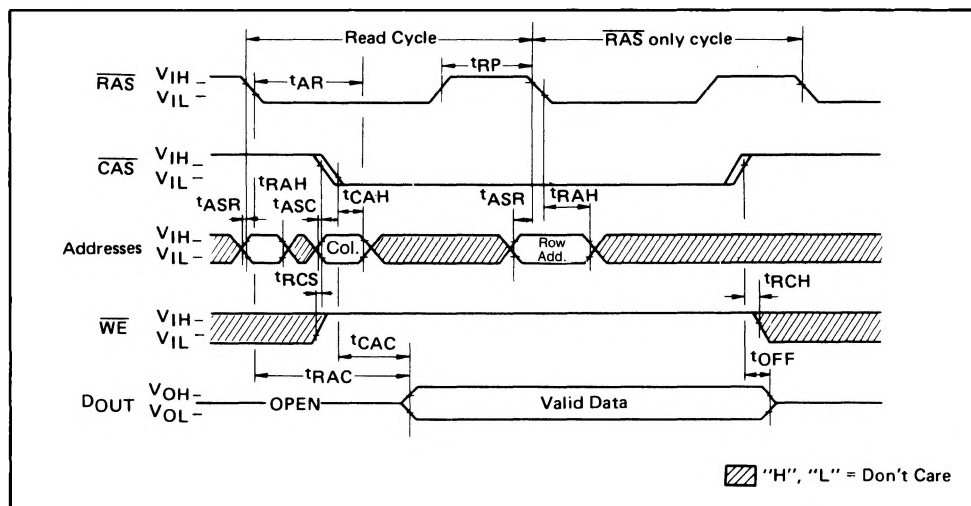 Read Cycle
RAS only cycle
tRP
tAR
RAS
VIH
VIL
CAS
VIH
VIL
tRAH
tCAH
tASR
tRAH
tASR
tASC
Addresses
VIH
VIL
Col.
Row
Add.
tRCS
tRCH
WE
VIH
VIL
tCAC
tOFF
tRAC
DOUT
VOH
VOL
OPEN
Valid Data
"H", "L" = Don't Care